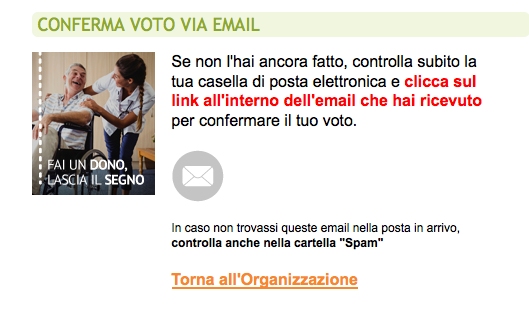 CONFERMA VOTO VIA EMAIL
Se non l'hai ancora fatto, controlla subito la
tua casella di posta elettronica e clicca sul
link all'interno dell'email che hai ricevuto
per confermare il tuo voto.
FAI UN DONO,
LASCIA IL SEGNO
In caso non trovassi queste email nella posta in arrivo,
controlla anche nella cartella "Spam"
Torna all'Organizzazione